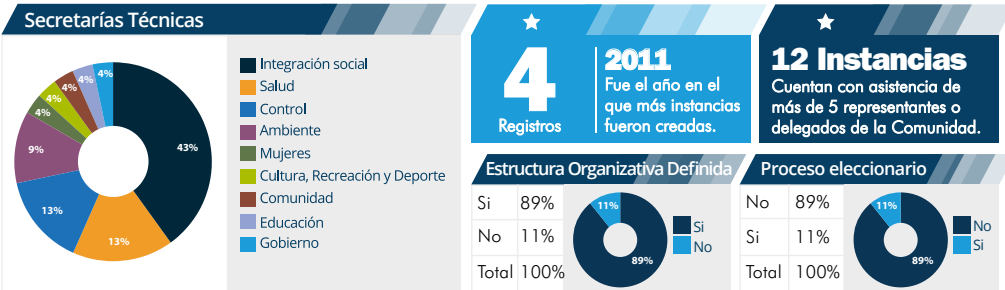 Secretarías Técnicas
4%
4%
4%
4%
4%
9%
13%
13%
43%
Integración social
Salud
Control
Ambiente
Mujeres
Cultura, Recreación y Deporte
Comunidad
Educación
Gobierno
4
Registros
2011
Fue el año en el
que más instancias
fueron creadas.
12 Instancias
Cuentan con asistencia de
más de 5 representantes o
delegados de la Comunidad.
Estructura Organizativa Definida
Si 89%
No 11%
Total 100%
11%
89%
Si
No
Proceso eleccionario
No 89%
Si 11%
Total 100%
11%
89%
No
Si